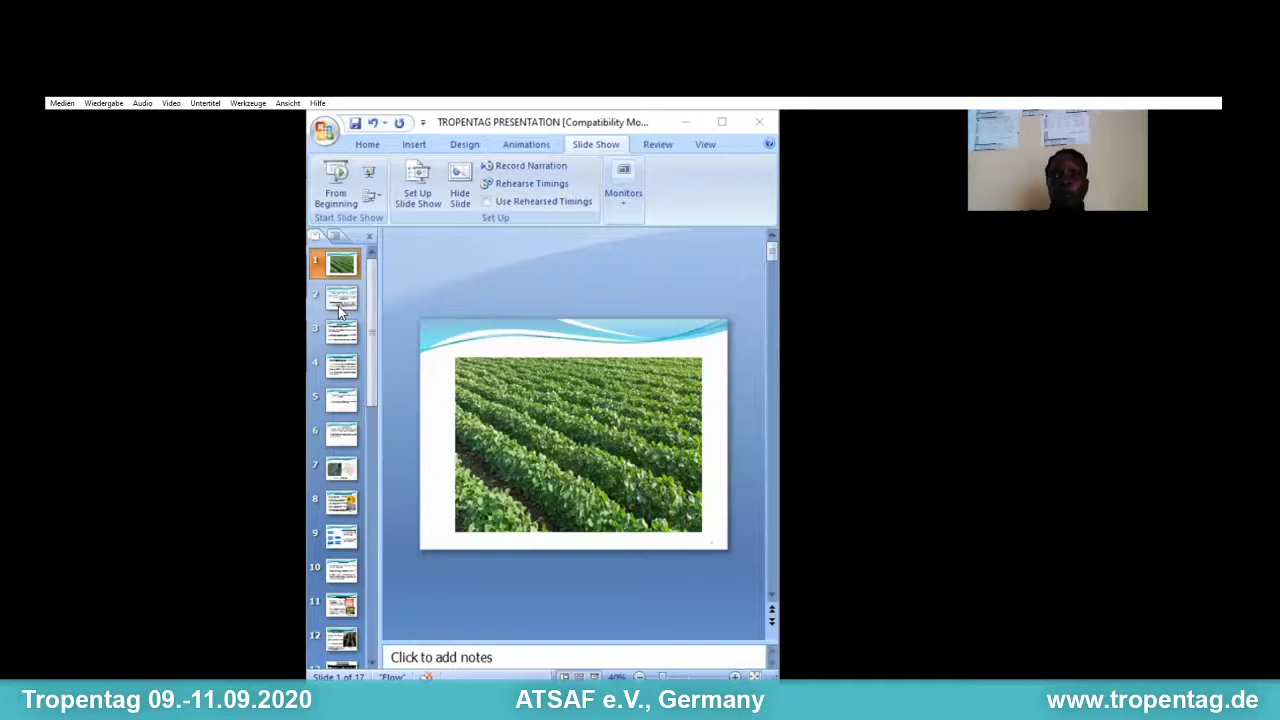 Medien Wiedergabe Audio Video Untertitel Werkzeuge Ansicht Hilfe
TROPENTAG PRESENTATION [Compatibility Mo...
Home Insert Design Animations Slide Show Review View
From Beginning
Set Up Slide Show
Hide Slide
Record Narration
Rehearse Timings
Use Rehearsed Timings
Monitors
Start Slide Show
Set Up
1
2
3
4
5
6
7
8
9
10
11
12
Click to add notes
Slide 1 of 17 "Flow" 40%
Tropentag 09.-11.09.2020 ATSAF e.V., Germany www.tropentag.de